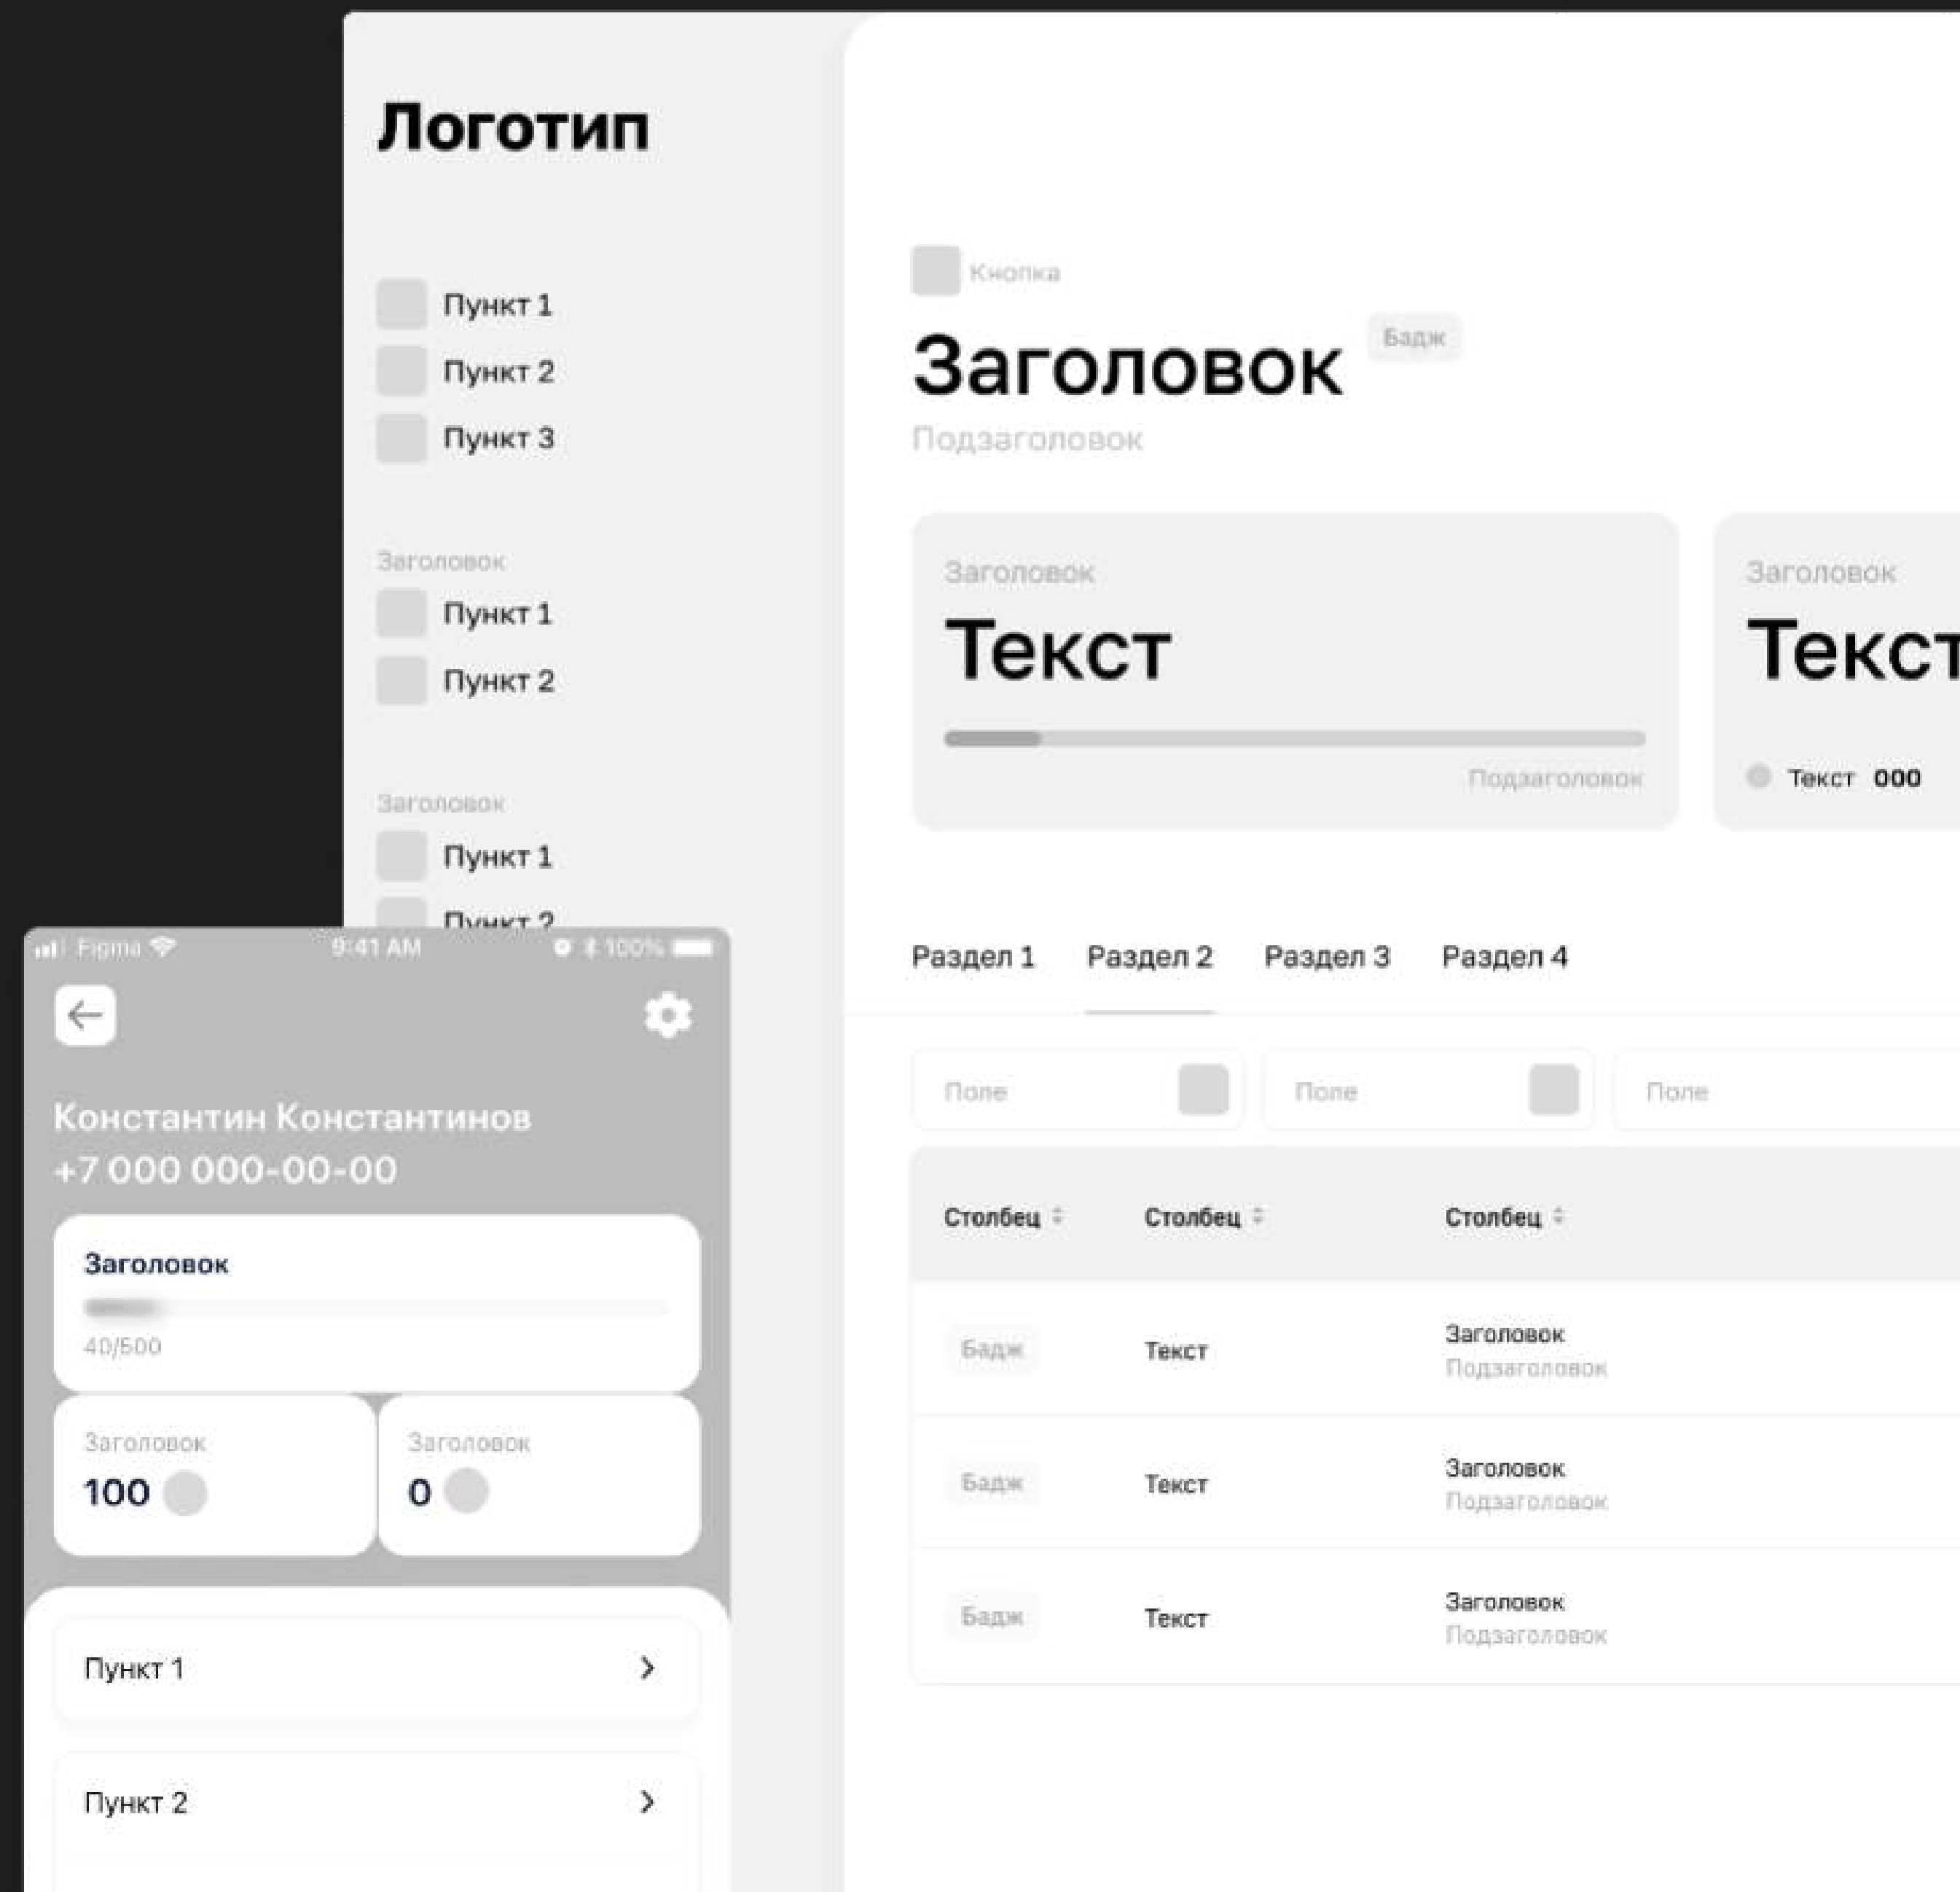 Логотип
Пункт 1
Пункт 2
Пункт 3
Заголовок
Пункт 1
Пункт 2
Заголовок
Пункт 1
Пункт 2
Кнопка
Заголовок
Бадж
Подзаголовок
Заголовок
Текст
Подзаголовок
Заголовок
Текст
Текст 000
Раздел 1 Раздел 2 Раздел 3 Раздел 4
Поле Поле Поле
Столбец Столбец Столбец
Бадж Текст Заголовок
Подзаголовок
Бадж Текст Заголовок
Подзаголовок
Бадж Текст Заголовок
Подзаголовок
Figma 9:41 AM 100%
Константин Константинов
+7 000 000-00-00
Заголовок
40/500
Заголовок
100
Заголовок
0
Пункт 1
Пункт 2